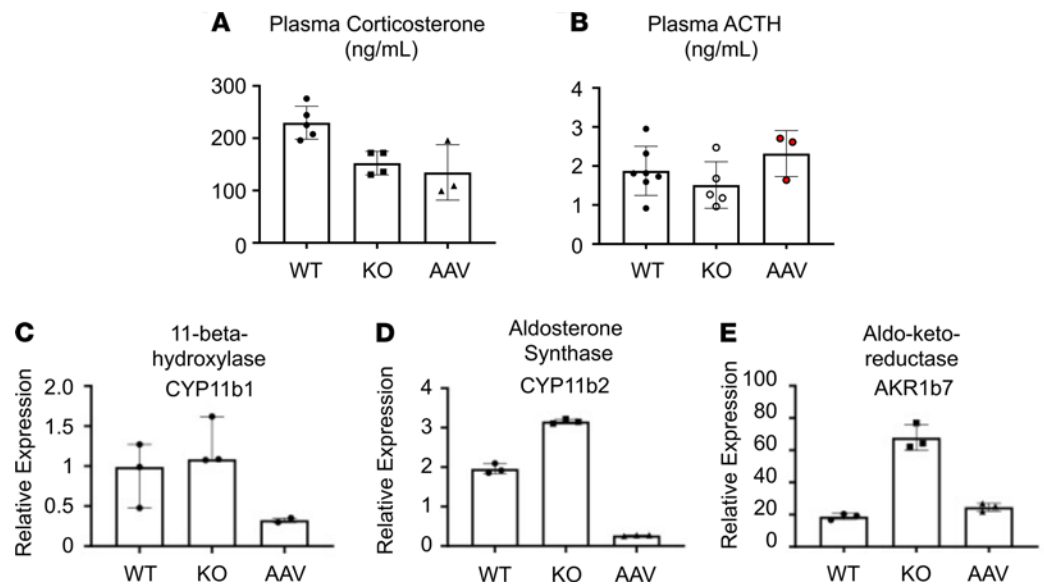 A
Plasma Corticosterone
(ng/mL)
300
200
100
0
WT KO AAV
B
Plasma ACTH
(ng/mL)
4
3
2
1
0
WT KO AAV
C
11-beta-
hydroxylase
CYP11b1
Relative Expression
2.0
1.5
1
0.5
0
WT KO AAV
D
Aldosterone
Synthase
CYP11b2
Relative Expression
4
3
2
1
0
WT KO AAV
E
Aldo-keto-
reductase
AKR1b7
Relative Expression
100
80
60
40
20
0
WT KO AAV